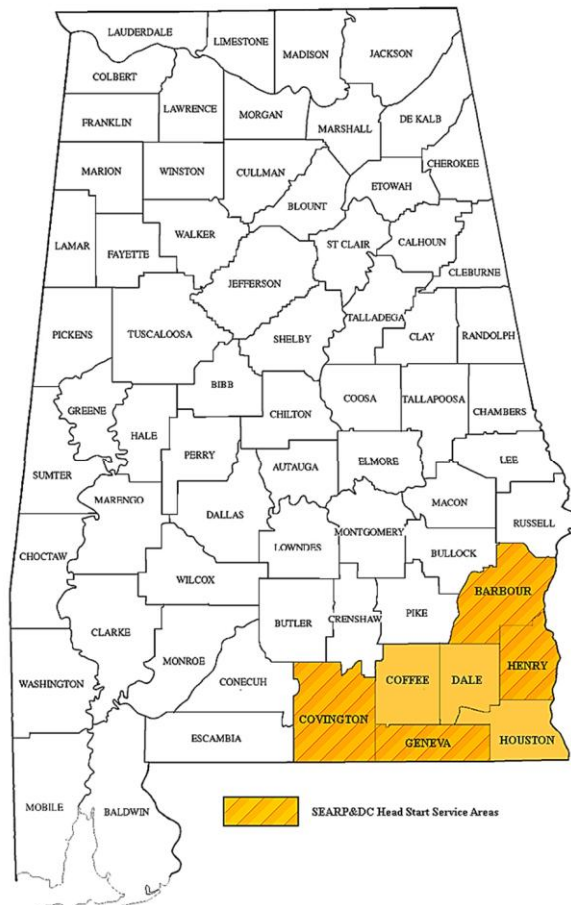 LAUDERDALE
LIMESTONE
MADISON
JACKSON
COLBERT
LAWRENCE
FRANKLIN
MORGAN
MARSHALL
DE KALB
MARION
WINSTON
CULLMAN
BLOUNT
ETOWAH
CHEROKEE
LAMAR
FAYETTE
WALKER
JEFFERSON
ST CLAIR
CALHOUN
CLEBURNE
PICKENS
TUSCALOOSA
SHELBY
TALLADEGA
CLAY
RANDOLPH
BIBB
GREENE
HALE
CHILTON
COOSA
TALLAPOOSA
CHAMBERS
SUMTER
PERRY
AUTAUGA
ELMORE
LEE
MARENGO
DALLAS
LOWNDES
MONTGOMERY
MACON
RUSSELL
CHOCTAW
WILCOX
BULLOCK
CLARKE
BUTLER
CRENSHAW
PIKE
BARBOUR
WASHINGTON
MONROE
CONECUH
COVINGTON
COFFEE
DALE
HENRY
ESCAMBIA
GENEVA
HOUSTON
MOBILE
BALDWIN
SEARP&DC Head Start Service Areas